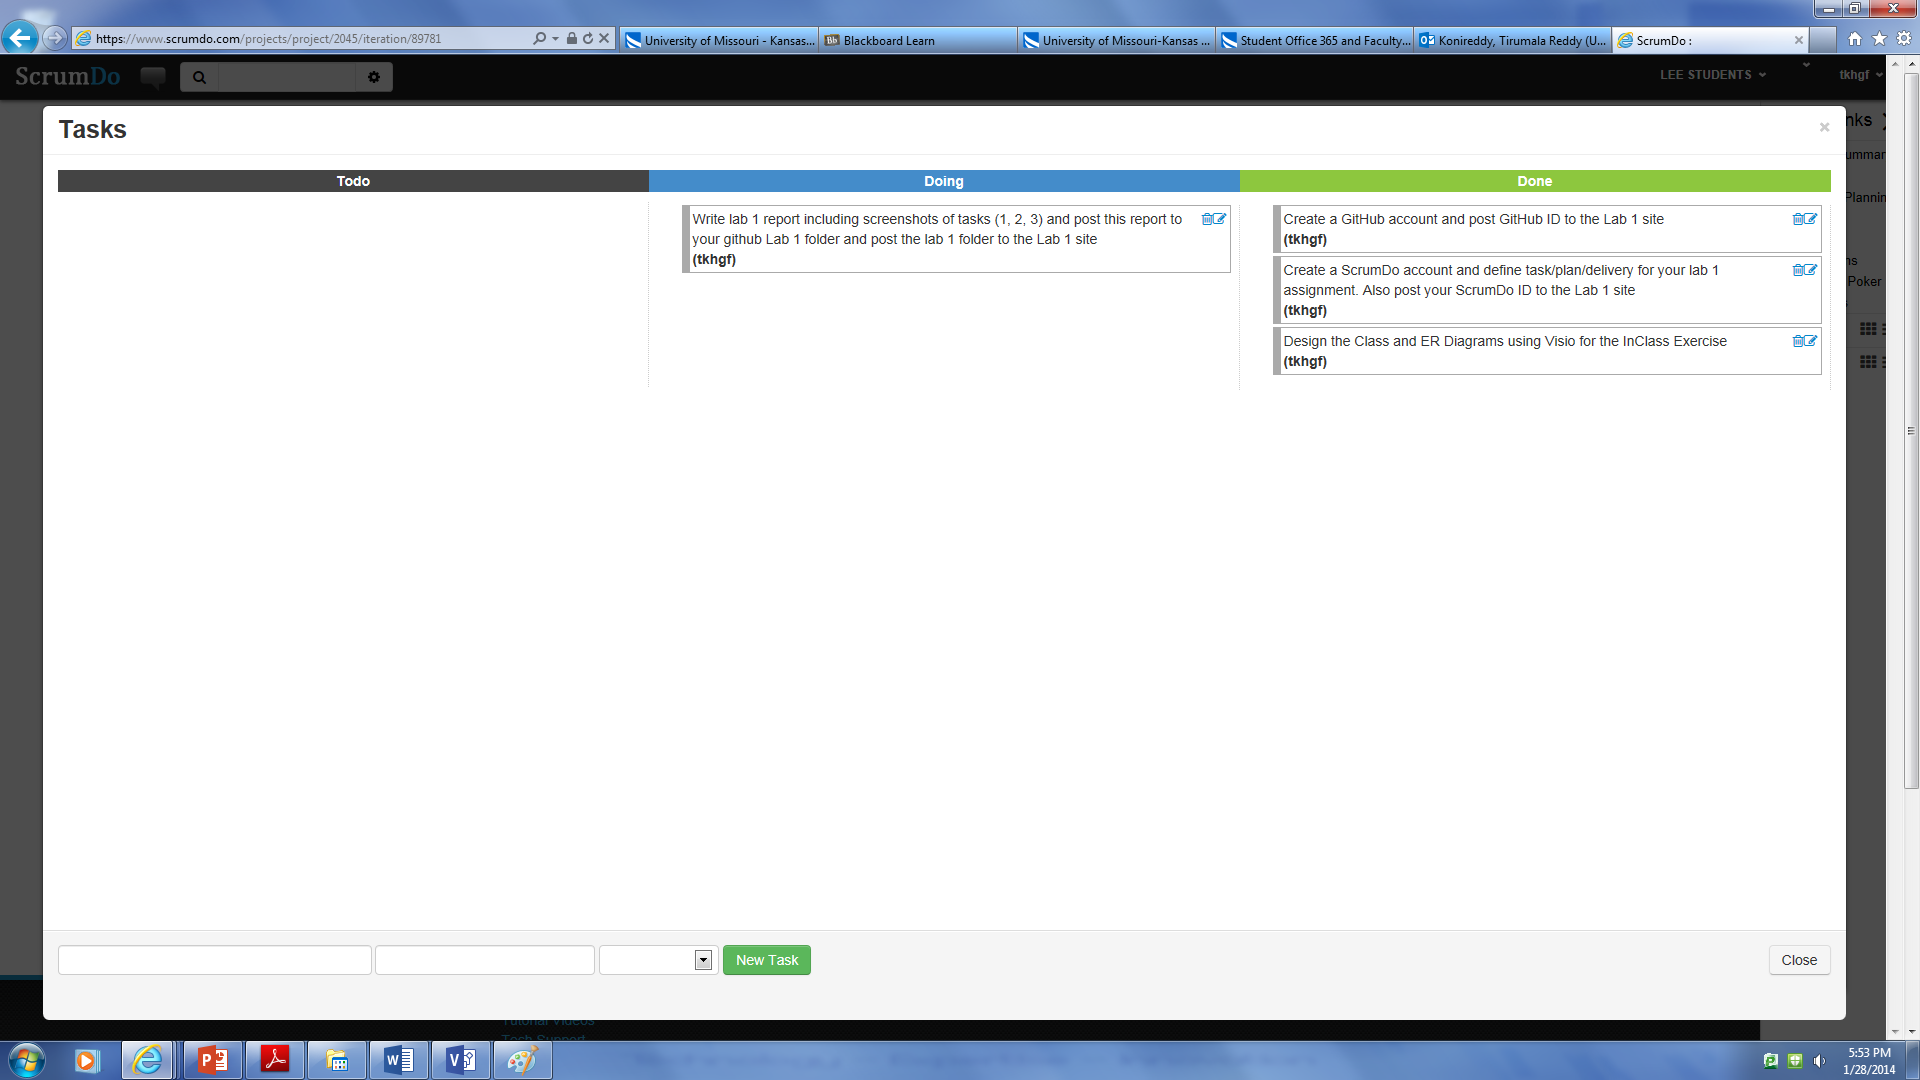 https://www.scrumdo.com/projects/project/2045/iteration/89781
University of Missouri - Kansas...
Blackboard Learn
University of Missouri-Kansas ...
Student Office 365 and Faculty...
Konireddy, Tirumala Reddy (U...
ScrumDo :
ScrumDo
LEE STUDENTS
tkhgf
Tasks
Todo
Doing
Done
Write lab 1 report including screenshots of tasks (1, 2, 3) and post this report to
your github Lab 1 folder and post the lab 1 folder to the Lab 1 site
(tkhgf)
Create a GitHub account and post GitHub ID to the Lab 1 site
(tkhgf)
Create a ScrumDo account and define task/plan/delivery for your lab 1
assignment. Also post your ScrumDo ID to the Lab 1 site
(tkhgf)
Design the Class and ER Diagrams using Visio for the InClass Exercise
(tkhgf)
Poker
New Task
Close
Tutorial Videos
Tech Support
5:53 PM
1/28/2014